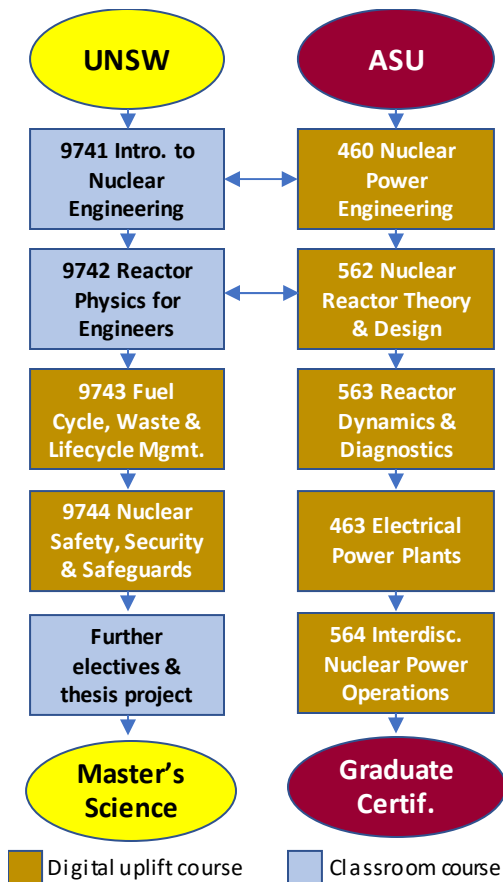 UNSW
ASU
9741 Intro. to
Nuclear
Engineering
460 Nuclear
Power
Engineering
9742 Reactor
Physics for
Engineers
562 Nuclear
Reactor Theory
& Design
9743 Fuel
Cycle, Waste &
Lifecycle Mgmt.
563 Reactor
Dynamics &
Diagnostics
9744 Nuclear
Safety, Security
& Safeguards
463 Electrical
Power Plants
Further
electives &
thesis project
564 Interdisc.
Nuclear Power
Operations
Master's
Science
Graduate
Certif.
Digital uplift course
Classroom course